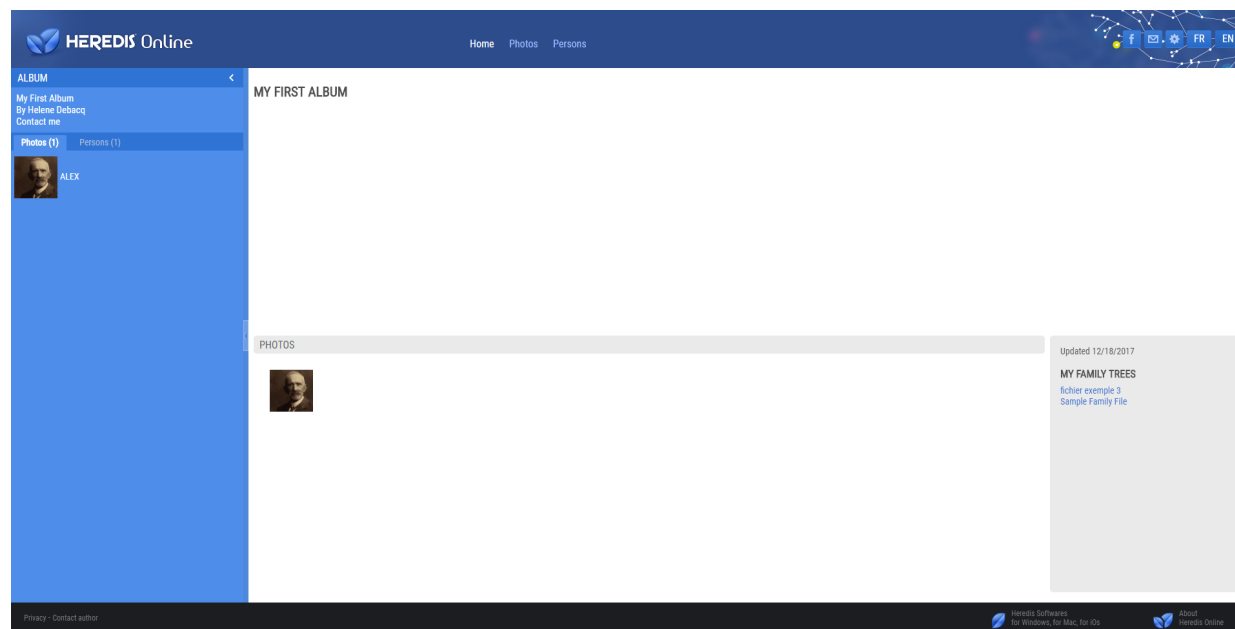 HEREDIS Online
Home Photos Persons
f FR EN
ALBUM
My First Album
By Helene Debacq
Contact me
Photos (1) Persons (1)
ALEX
MY FIRST ALBUM
PHOTOS
Updated 12/18/2017
MY FAMILY TREES
fichier exemple 3
Sample Family File
Privacy - Contact author
Heredis Softwares
for Windows, for Mac, for iOs
About
Heredis Online